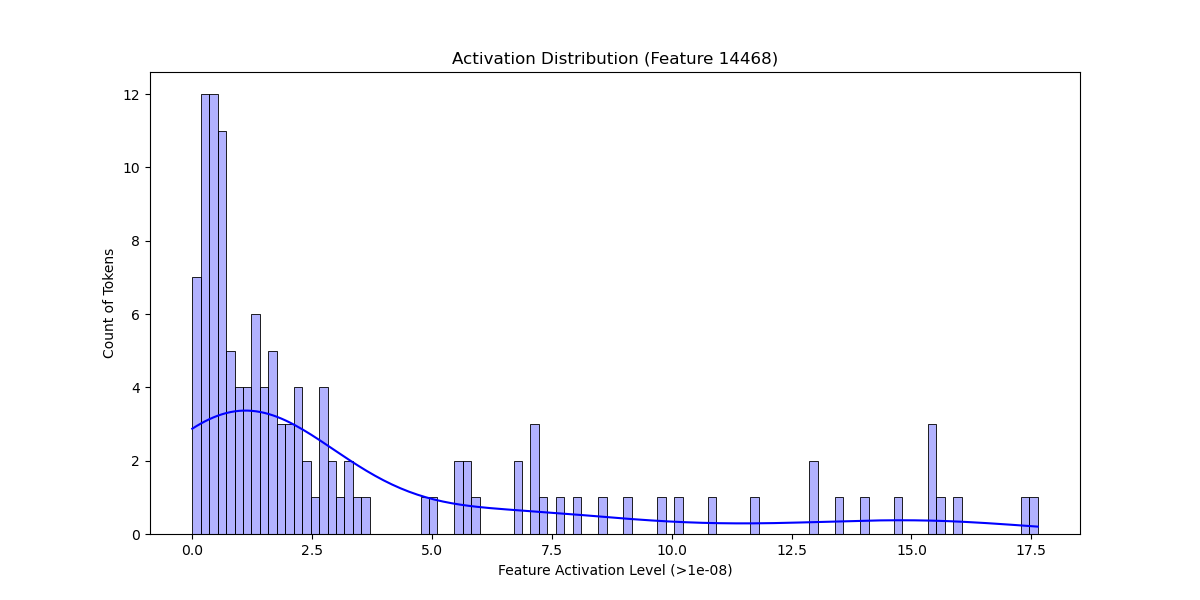 Activation Distribution (Feature 14468)
12
10
8
6
4
2
0
Count of Tokens
0.0 2.5 5.0 7.5 10.0 12.5 15.0 17.5
Feature Activation Level (>1e-08)